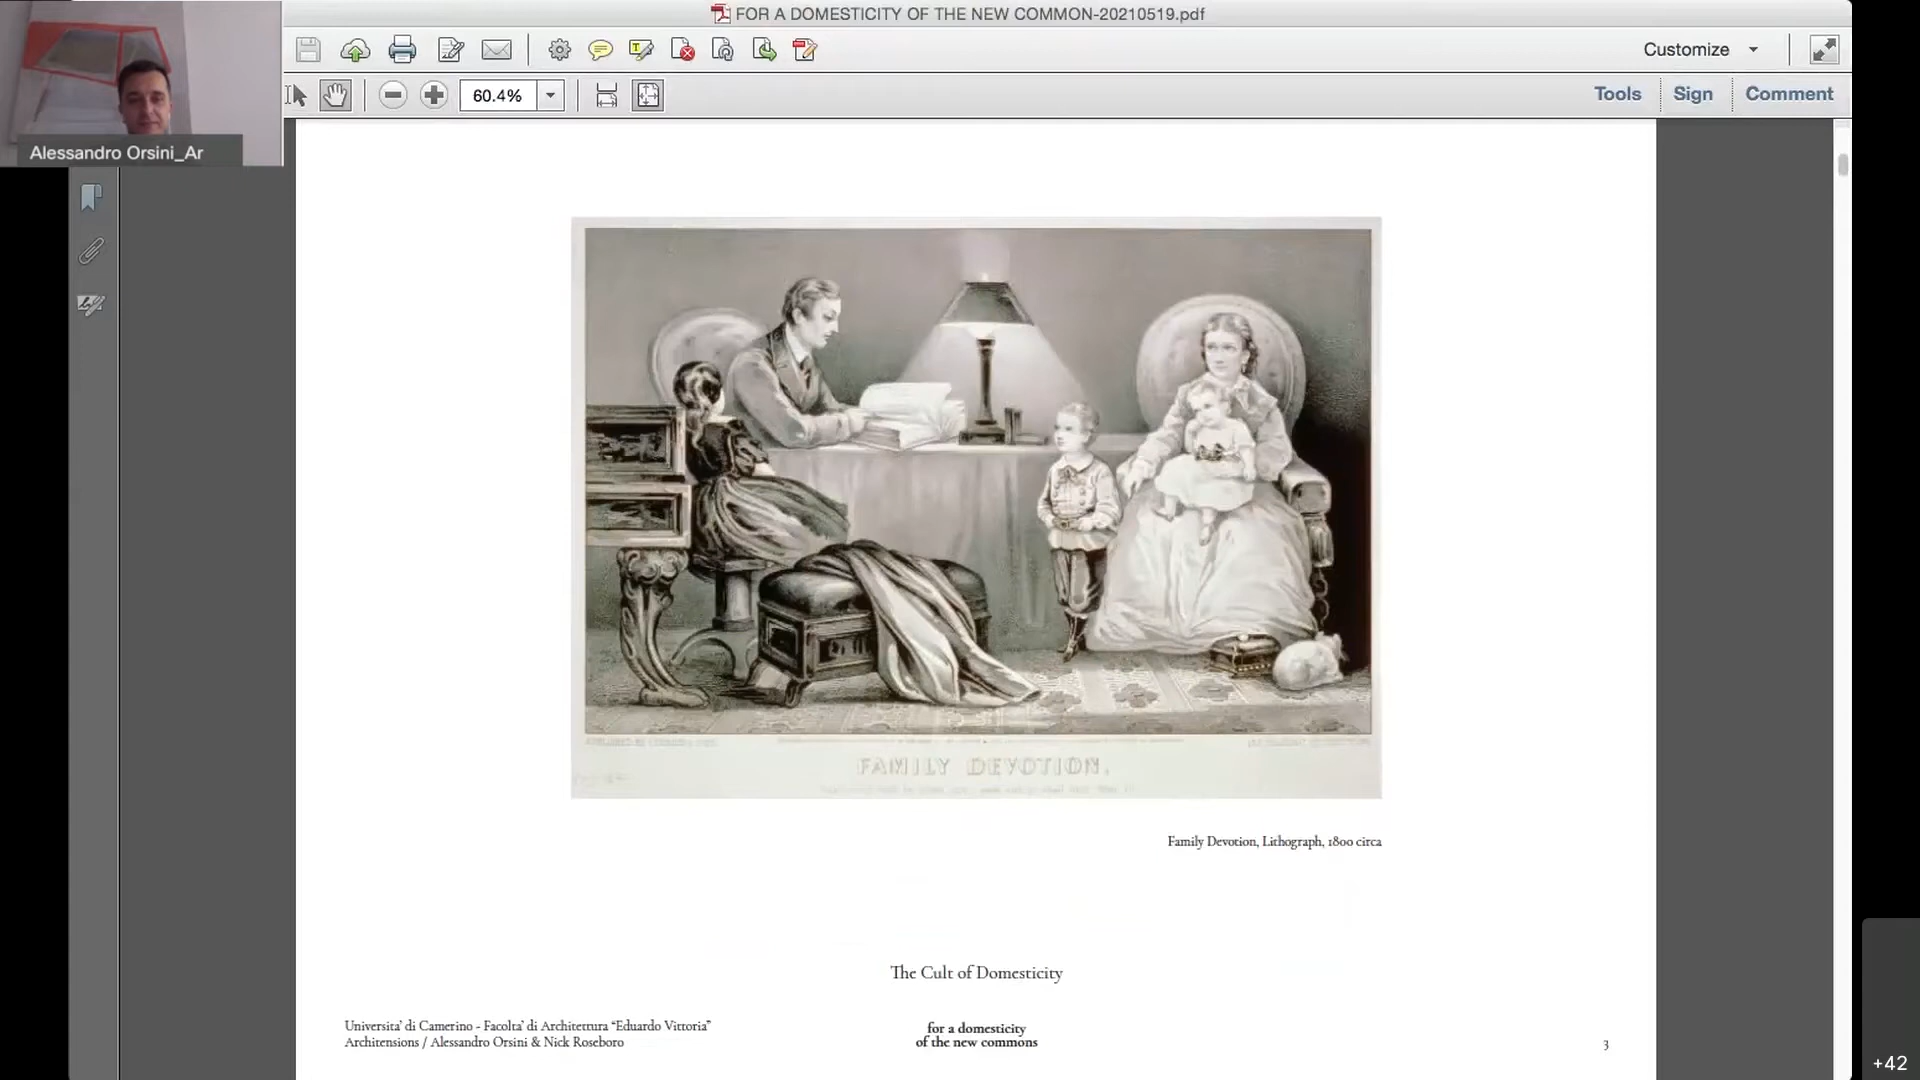 FOR A DOMESTICITY OF THE NEW COMMON-20210519.pdf
Customize
60.4%
Tools
Sign
Comment
Alessandro Orsini_Ar
FAMILY DEVOTION.
Family Devotion, Lithograph, 1800 circa
The Cult of Domesticity
Universita' di Camerino - Facolta' di Architettura "Eduardo Vittoria"
Architensions / Alessandro Orsini & Nick Roseboro
for a domesticity
of the new commons
3
+42